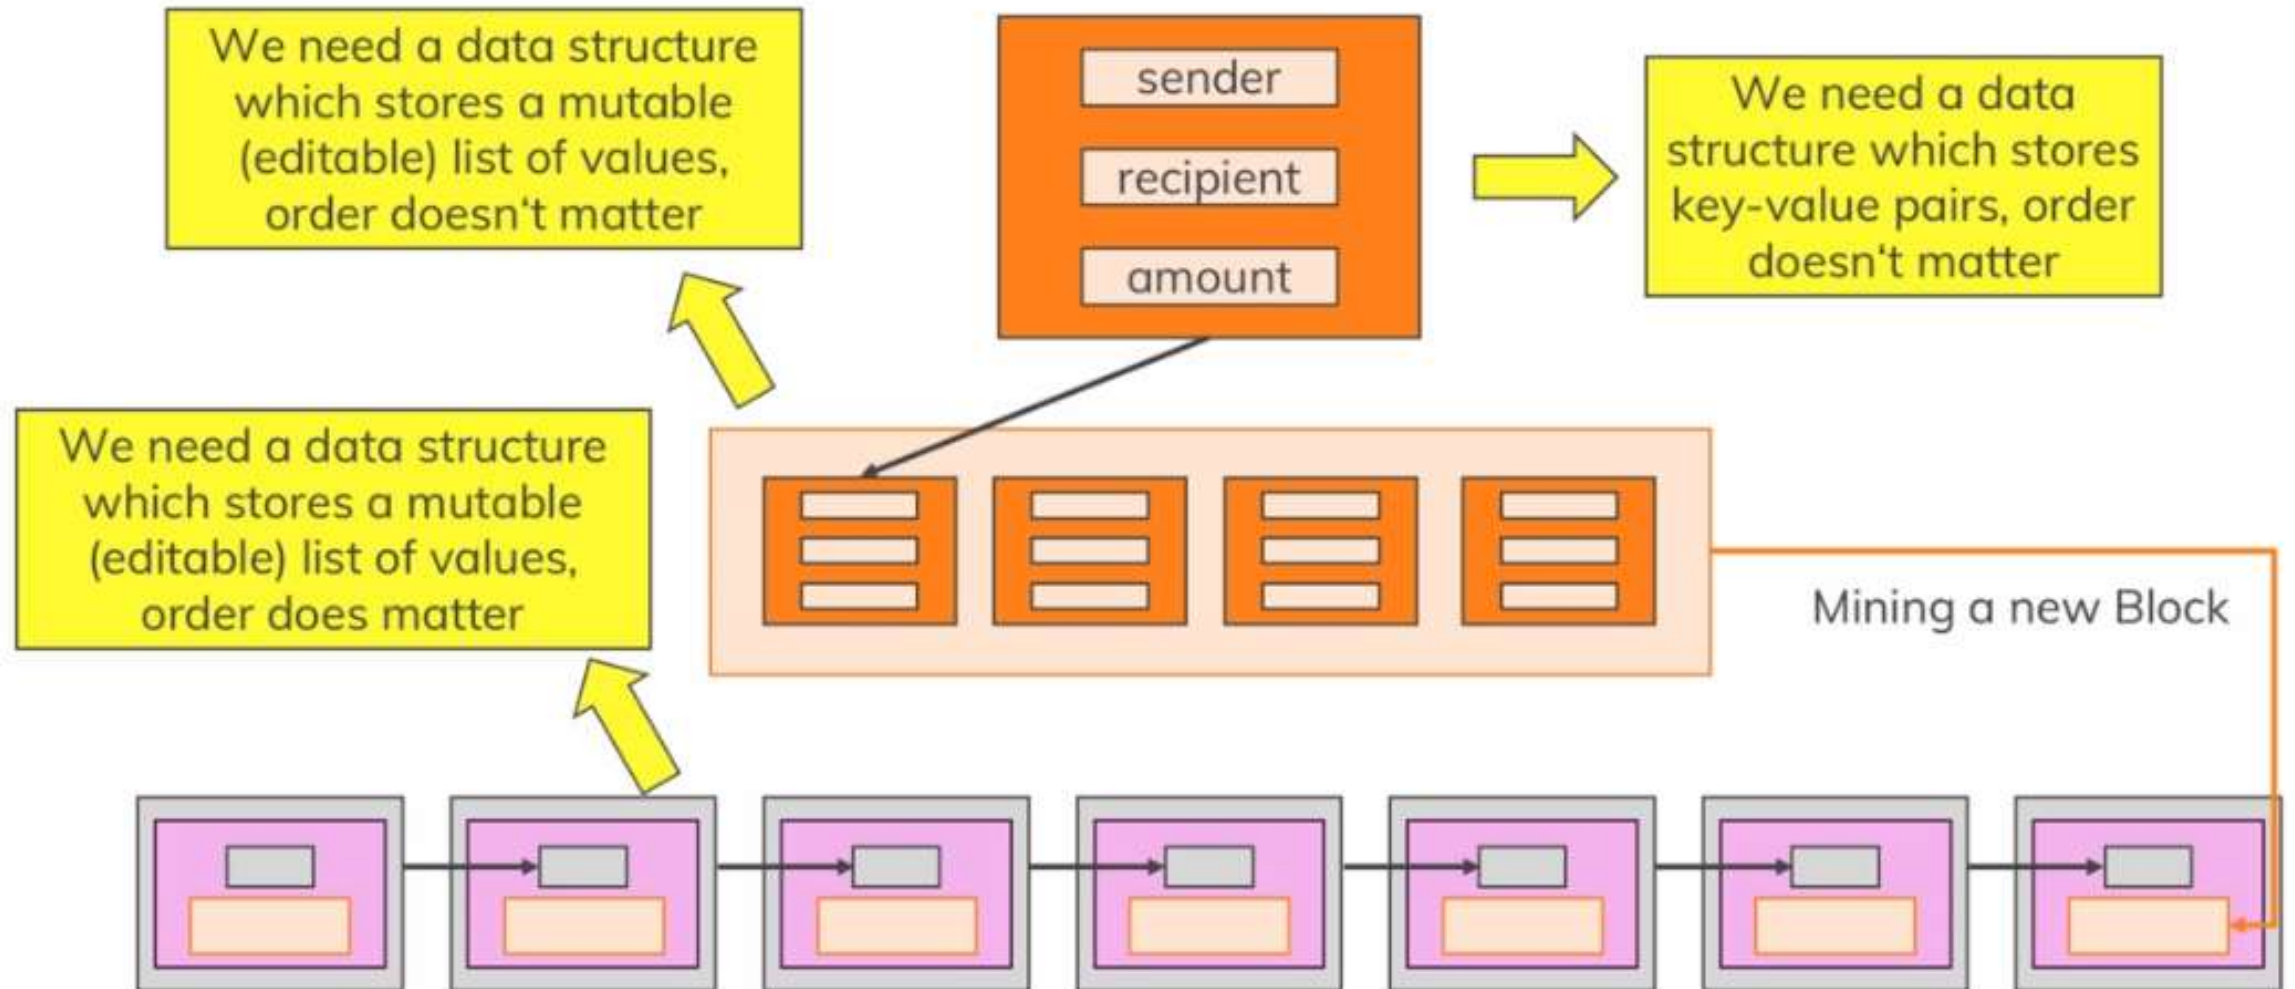 We need a data structure
which stores a mutable
(editable) list of values,
order doesn‘t matter
sender
recipient
amount
We need a data
structure which stores
key-value pairs, order
doesn‘t matter
We need a data structure
which stores a mutable
(editable) list of values,
order does matter
Mining a new Block